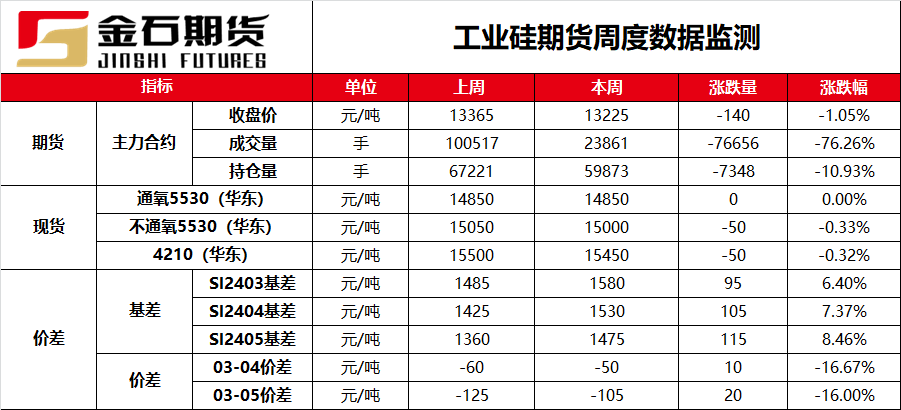 金石期货
JINSHI FUTURES
工业硅期货周度数据监测
指标 单位 上周 本周 涨跌量 涨跌幅
期货 主力合约 收盘价 元/吨 13365 13225 -140 -1.05%
成交量 手 100517 23861 -76656 -76.26%
持仓量 手 67221 59873 -7348 -10.93%
现货 通氧5530（华东） 元/吨 14850 14850 0 0.00%
不通氧5530（华东） 元/吨 15050 15000 -50 -0.33%
4210（华东） 元/吨 15500 15450 -50 -0.32%
价差 基差 SI2403基差 元/吨 1485 1580 95 6.40%
SI2404基差 元/吨 1425 1530 105 7.37%
SI2405基差 元/吨 1360 1475 115 8.46%
价差 03-04价差 元/吨 -60 -50 10 -16.67%
03-05价差 元/吨 -125 -105 20 -16.00%